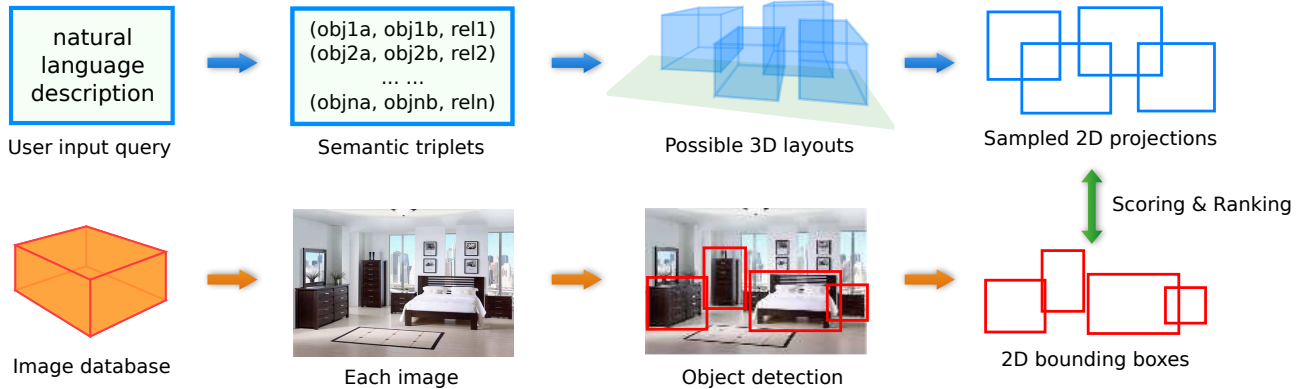 natural
language
description
User input query
(obj1a, obj1b, rel1)
(obj2a, obj2b, rel2)
... ...
(objna, objnb, reln)
Semantic triplets
Possible 3D layouts
Sampled 2D projections
Scoring & Ranking
Image database
Each image
Object detection
2D bounding boxes